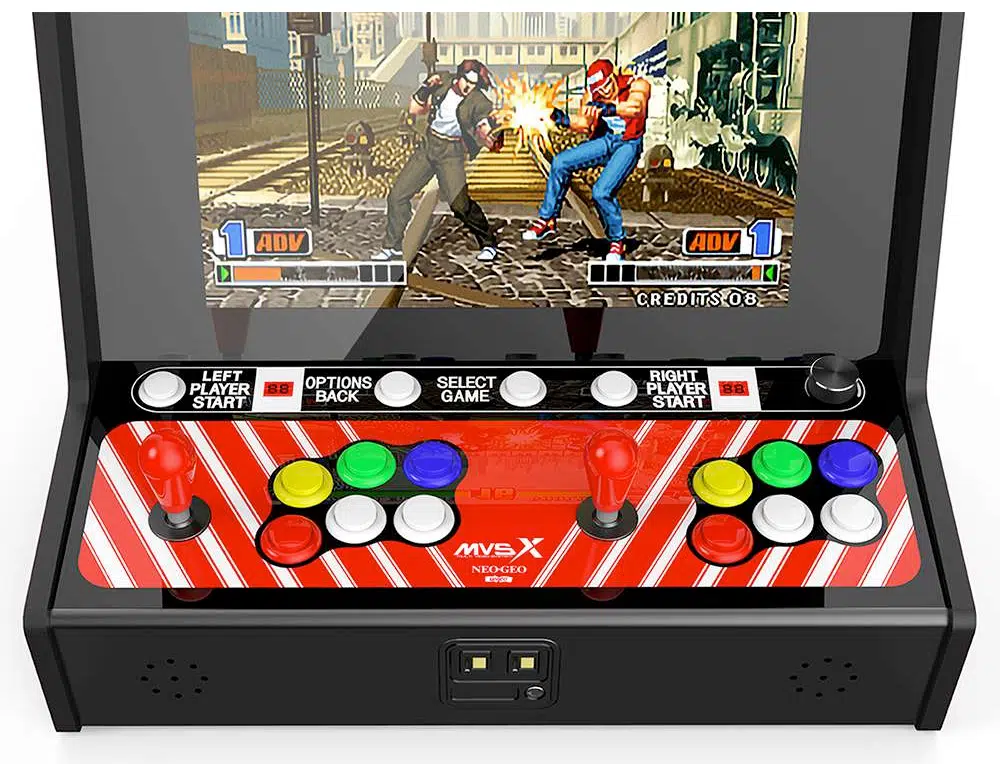 1 ADV
ADV 1
CREDITS 08
LEFT
PLAYER
START
88
OPTIONS
BACK
SELECT
GAME
RIGHT
PLAYER
START
88
MVSX
NEO·GEO